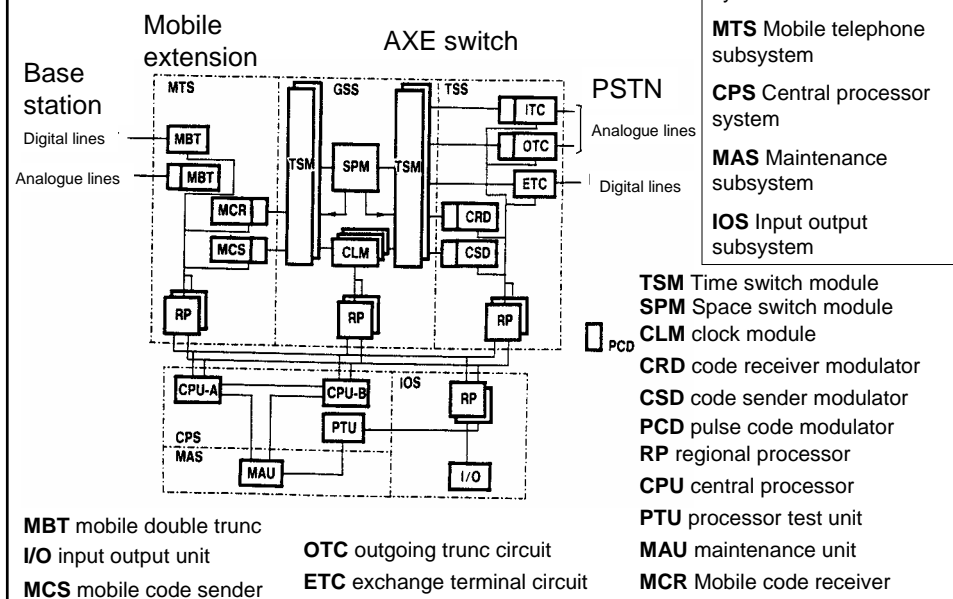 Mobile
extension
AXE switch
Base
station
PSTN
MTS
GSS
TSS
Digital lines
Analogue lines
MBT
MBT
MCR
MCS
RP
TSM
SPM
TSM
CLM
RP
ITC
OTC
ETC
CRD
CSD
RP
Analogue lines
Digital lines
PCD
CPU-A
CPU-B
IOS
RP
PTU
CPS
MAS
MAU
I/O
MTS Mobile telephone
subsystem
CPS Central processor
system
MAS Maintenance
subsystem
IOS Input output
subsystem
TSM Time switch module
SPM Space switch module
CLM clock module
CRD code receiver modulator
CSD code sender modulator
PCD pulse code modulator
RP regional processor
CPU central processor
PTU processor test unit
MAU maintenance unit
MCR Mobile code receiver
MBT mobile double trunc
I/O input output unit
MCS mobile code sender
OTC outgoing trunc circuit
ETC exchange terminal circuit